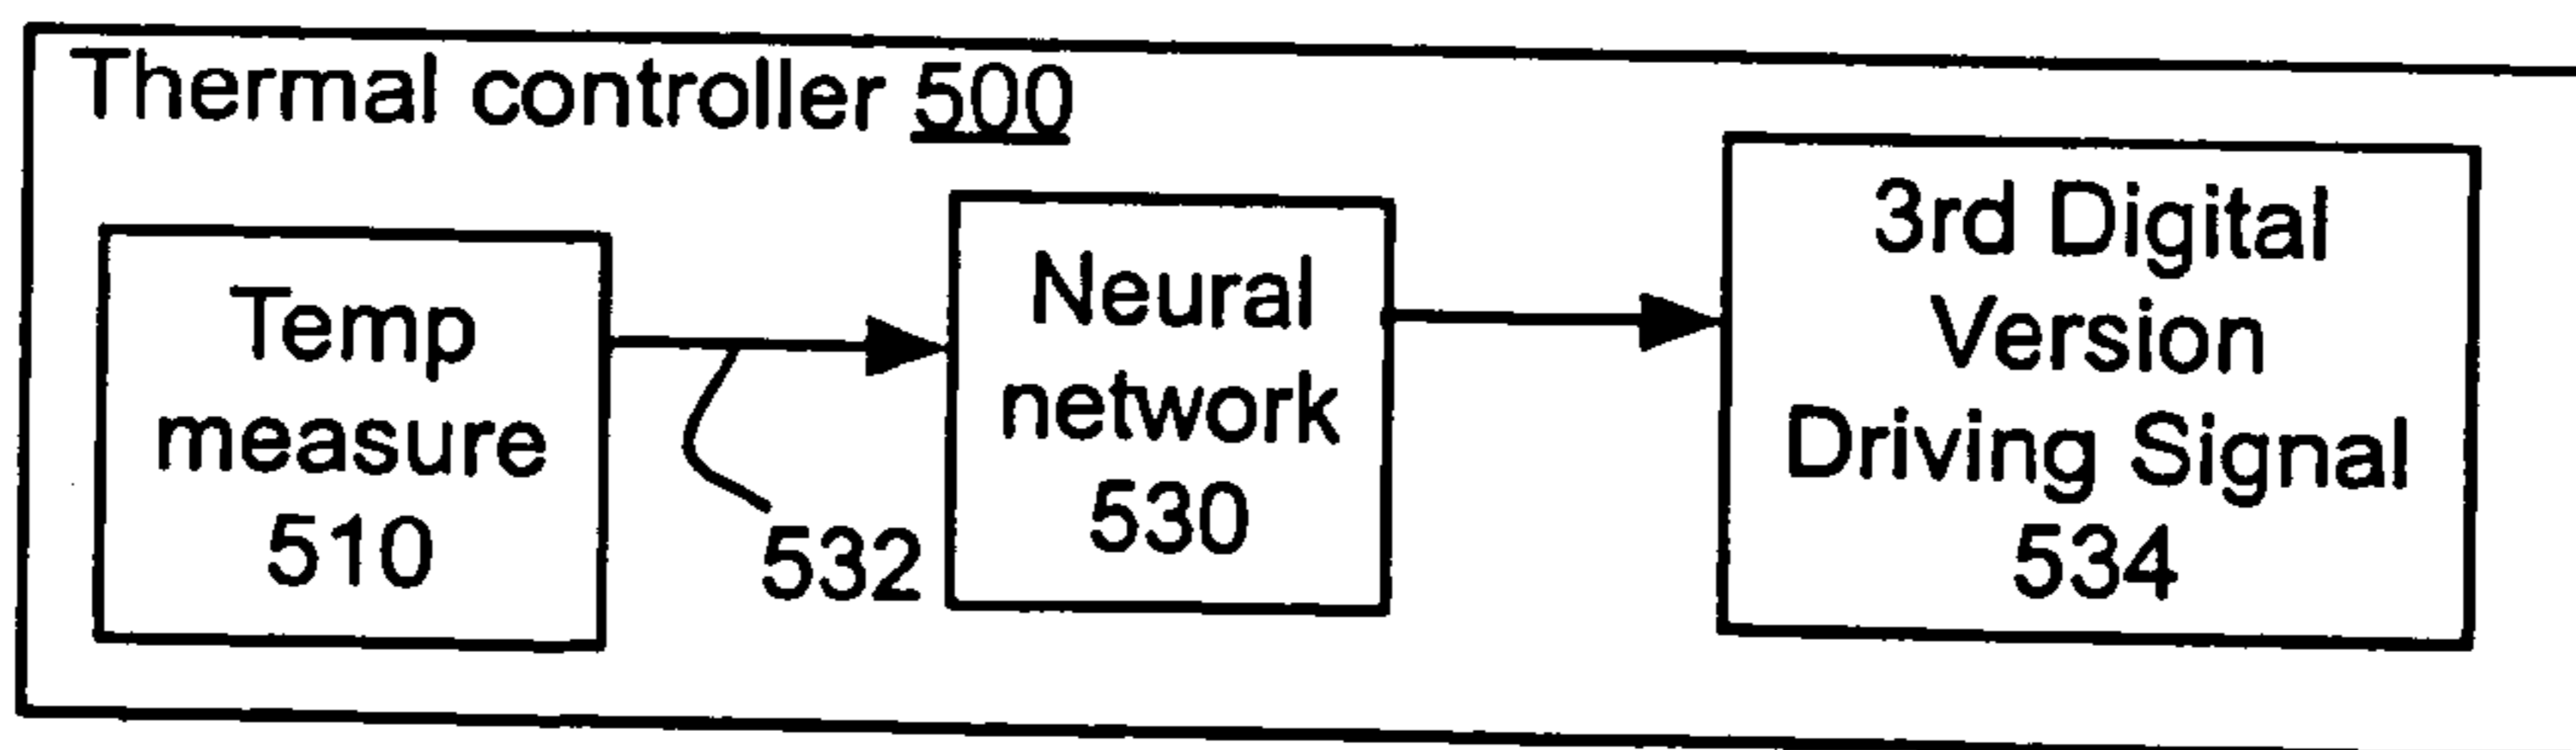 Thermal controller 500
Temp
measure
510
532
Neural
network
530
3rd Digital
Version
Driving Signal
534